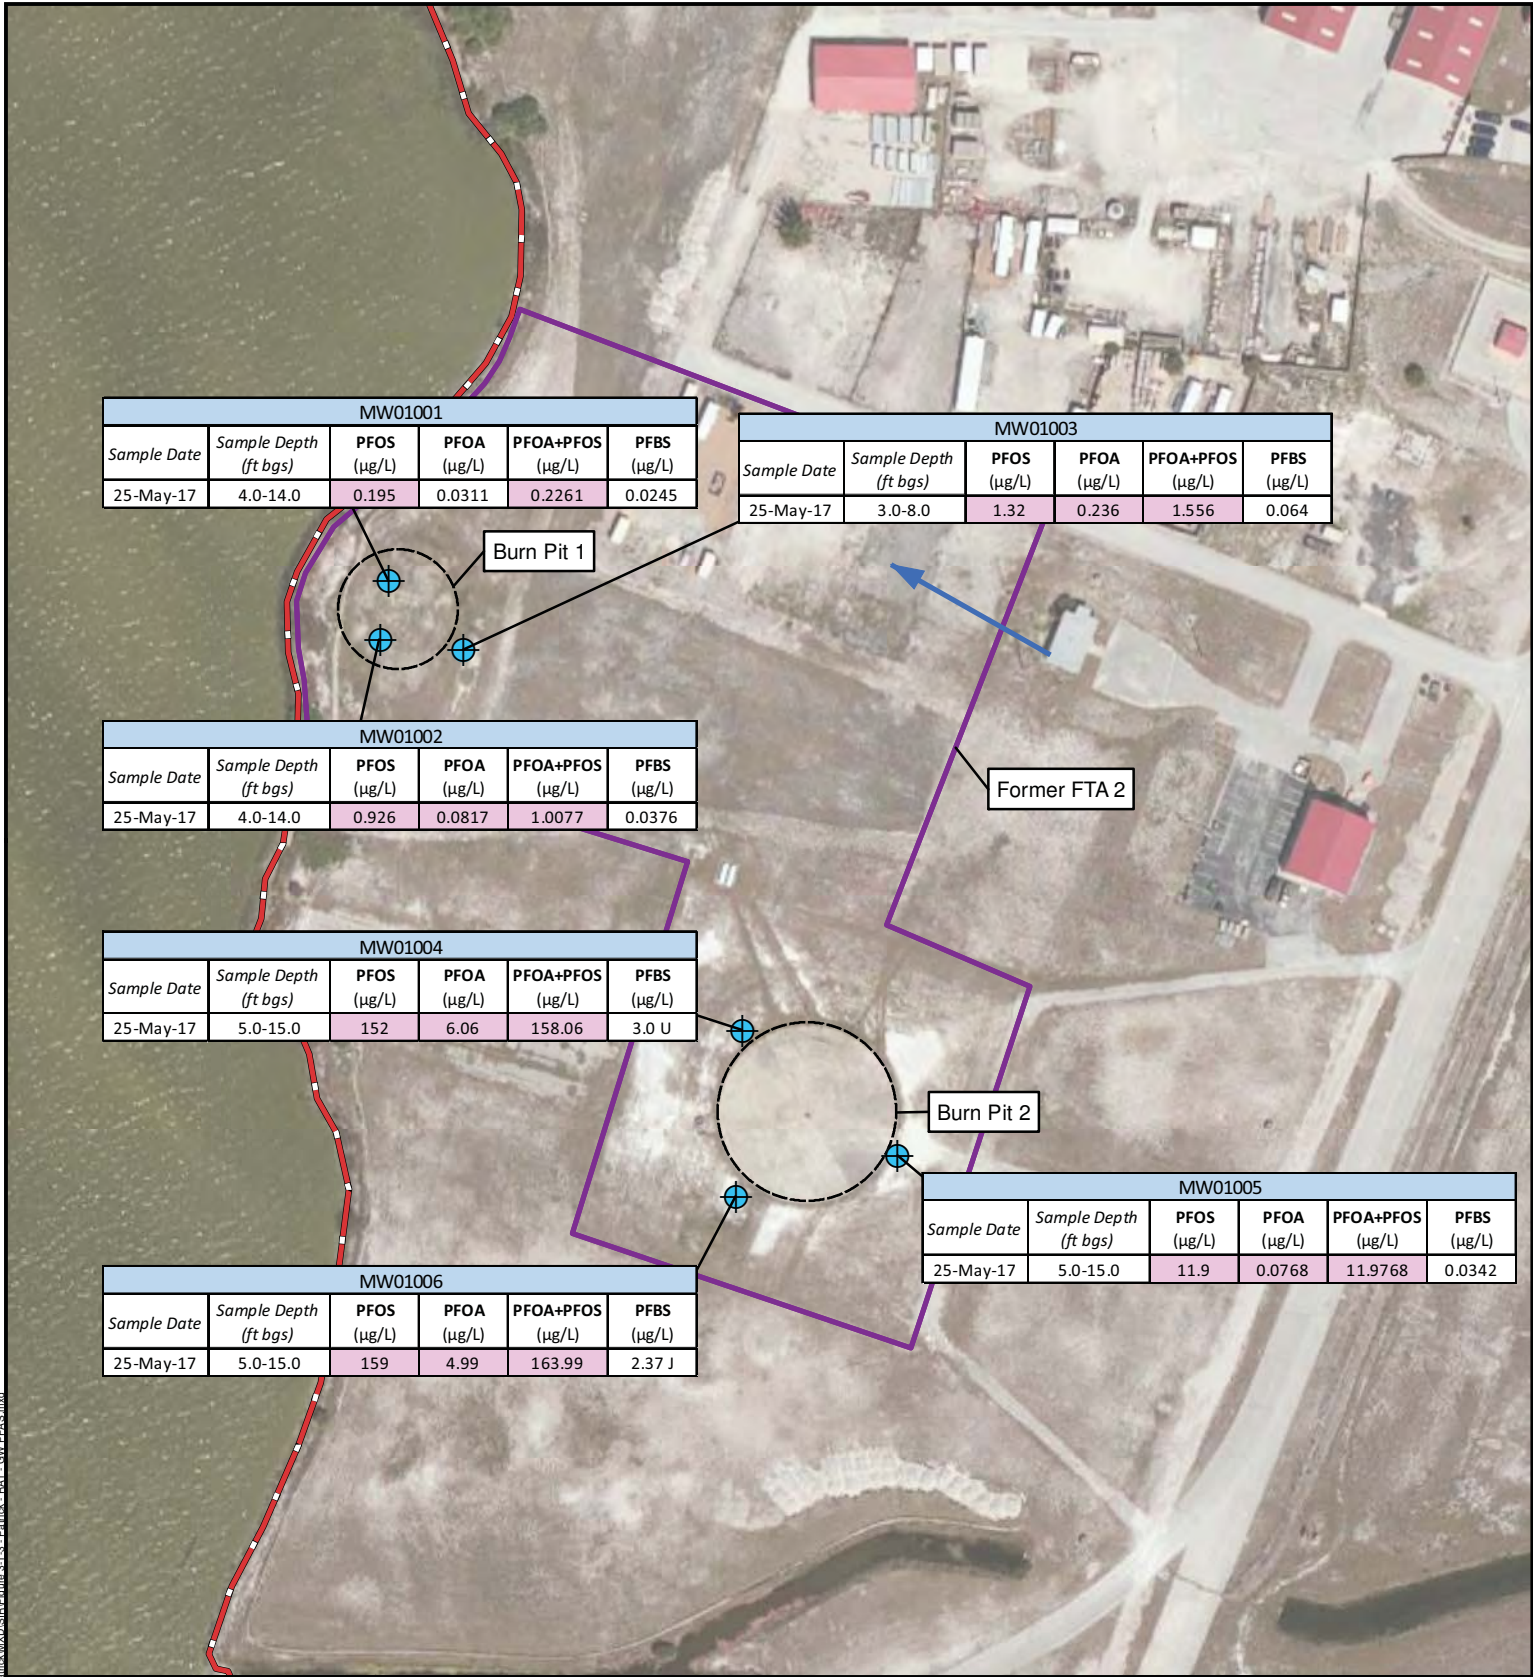 MW01001
Sample Date Sample Depth (ft bgs) PFOS (µg/L) PFOA (µg/L) PFOA+PFOS (µg/L) PFBS (µg/L)
25-May-17 4.0-14.0 0.195 0.0311 0.2261 0.0245
MW01003
Sample Date Sample Depth (ft bgs) PFOS (µg/L) PFOA (µg/L) PFOA+PFOS (µg/L) PFBS (µg/L)
25-May-17 3.0-8.0 1.32 0.236 1.556 0.064
Burn Pit 1
MW01002
Sample Date Sample Depth (ft bgs) PFOS (µg/L) PFOA (µg/L) PFOA+PFOS (µg/L) PFBS (µg/L)
25-May-17 4.0-14.0 0.926 0.0817 1.0077 0.0376
Former FTA 2
MW01004
Sample Date Sample Depth (ft bgs) PFOS (µg/L) PFOA (µg/L) PFOA+PFOS (µg/L) PFBS (µg/L)
25-May-17 5.0-15.0 152 6.06 158.06 3.0 U
Burn Pit 2
MW01005
Sample Date Sample Depth (ft bgs) PFOS (µg/L) PFOA (µg/L) PFOA+PFOS (µg/L) PFBS (µg/L)
25-May-17 5.0-15.0 11.9 0.0768 11.9768 0.0342
MW01006
Sample Date Sample Depth (ft bgs) PFOS (µg/L) PFOA (µg/L) PFOA+PFOS (µg/L) PFBS (µg/L)
25-May-17 5.0-15.0 159 4.99 163.99 2.37 J